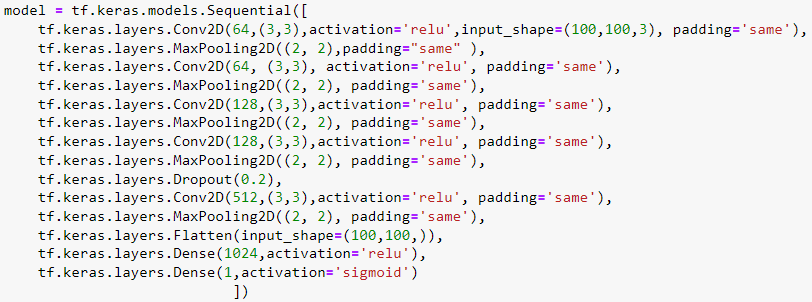 model = tf.keras.models.Sequential([
    tf.keras.layers.Conv2D(64,(3,3),activation='relu',input_shape=(100,100,3), padding='same'),
    tf.keras.layers.MaxPooling2D((2, 2),padding="same" ),
    tf.keras.layers.Conv2D(64, (3,3), activation='relu', padding='same'),
    tf.keras.layers.MaxPooling2D((2, 2), padding='same'),
    tf.keras.layers.Conv2D(128,(3,3),activation='relu', padding='same'),
    tf.keras.layers.MaxPooling2D((2, 2), padding='same'),
    tf.keras.layers.Conv2D(128,(3,3),activation='relu', padding='same'),
    tf.keras.layers.MaxPooling2D((2, 2), padding='same'),
    tf.keras.layers.Dropout(0.2),
    tf.keras.layers.Conv2D(512,(3,3),activation='relu', padding='same'),
    tf.keras.layers.MaxPooling2D((2, 2), padding='same'),
    tf.keras.layers.Flatten(input_shape=(100,100,)),
    tf.keras.layers.Dense(1024,activation='relu'),
    tf.keras.layers.Dense(1,activation='sigmoid')
                            ])